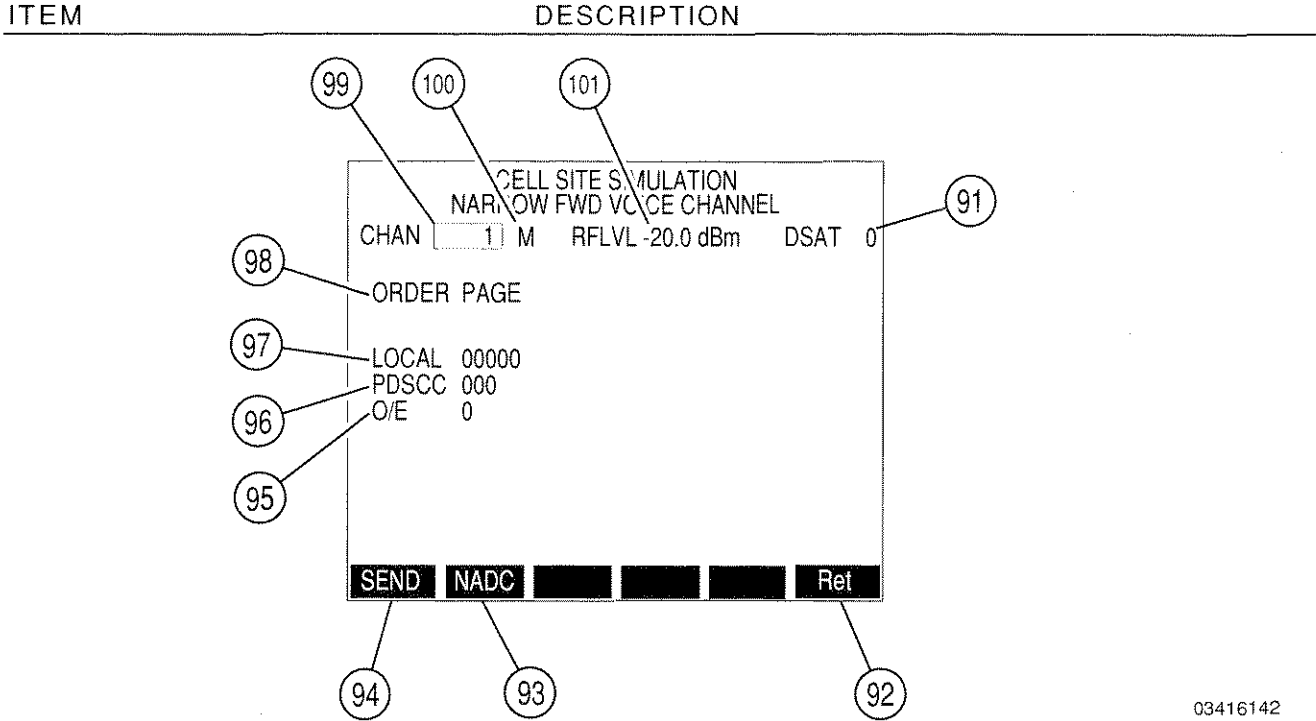 ITEM DESCRIPTION
99 100 101
CELL SITE SIMULATION
NARROW FWD VOICE CHANNEL
91
CHAN 1 M RFLVL -20.0 dBm DSAT 0
98
ORDER PAGE
97
LOCAL 00000
PDSCC 000
96
O/E 0
95
SEND NADC Ret
94 93 92
03416142